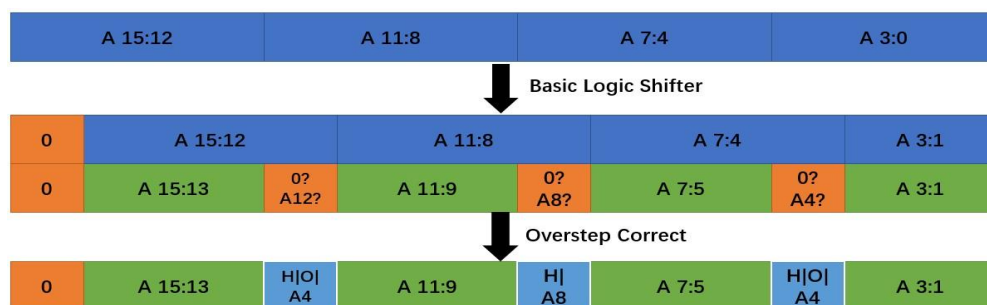 A 15:12 A 11:8 A 7:4 A 3:0
Basic Logic Shifter
0 A 15:12 A 11:8 A 7:4 A 3:1
0 A 15:13 0? A12? A 11:9 0? A8? A 7:5 0? A4? A 3:1
Overstep Correct
0 A 15:13 H|O| A4 A 11:9 H| A8 A 7:5 H|O| A4 A 3:1